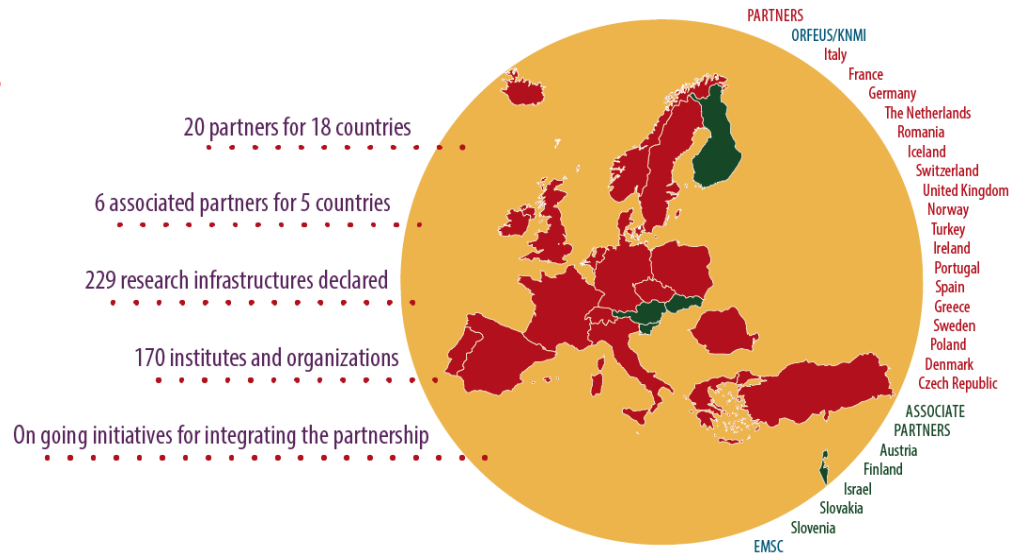 20 partners for 18 countries
6 associated partners for 5 countries
229 research infrastructures declared
170 institutes and organizations
On going initiatives for integrating the partnership
PARTNERS
ORFEUS/KNMI
Italy
France
Germany
The Netherlands
Romania
Iceland
Switzerland
United Kingdom
Norway
Turkey
Ireland
Portugal
Spain
Greece
Sweden
Poland
Denmark
Czech Republic
ASSOCIATE
PARTNERS
Austria
Finland
Israel
Slovakia
Slovenia
EMSC